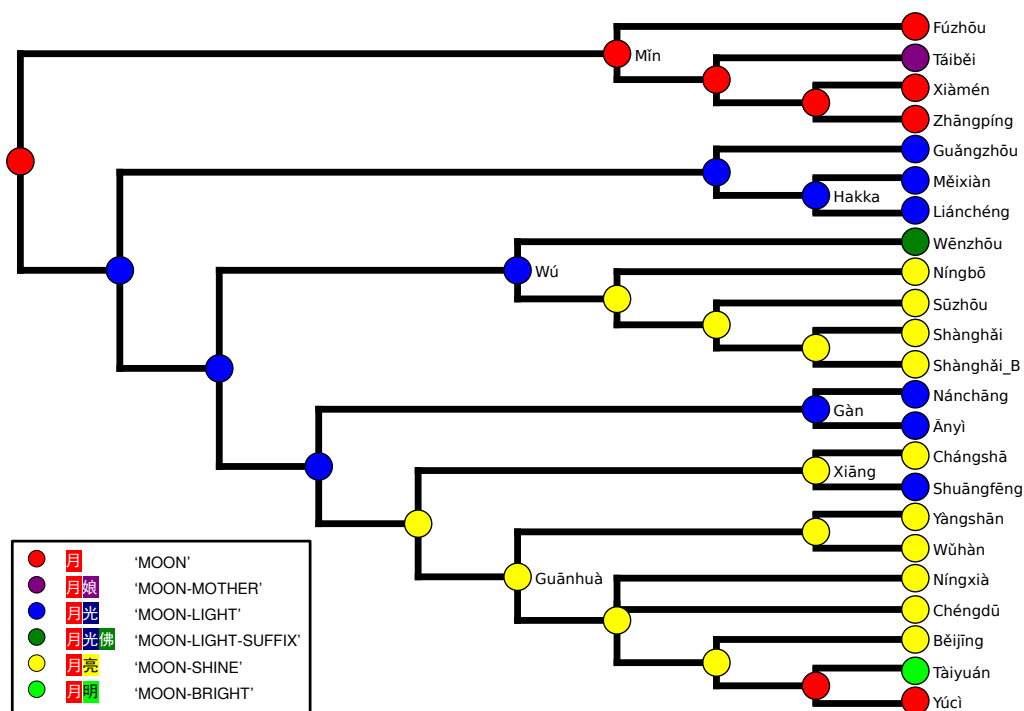 Fúzhōu
Mǐn
Táiběi
Xiàmén
Zhāngpíng
Guǎngzhōu
Měixiàn
Hakka
Liánchéng
Wēnzhōu
Wú
Níngbō
Sūzhōu
Shànghǎi
Shànghǎi_B
Nánchāng
Gàn
Ānyì
Chángshā
Xiāng
Shuāngfēng
Yàngshān
Wǔhàn
Guānhuà
Níngxià
Chéngdū
Běijīng
Tàiyuán
Yúcì
月 ‘MOON’
月娘 ‘MOON-MOTHER’
月光 ‘MOON-LIGHT’
月光佛 ‘MOON-LIGHT-SUFFIX’
月亮 ‘MOON-SHINE’
月明 ‘MOON-BRIGHT’